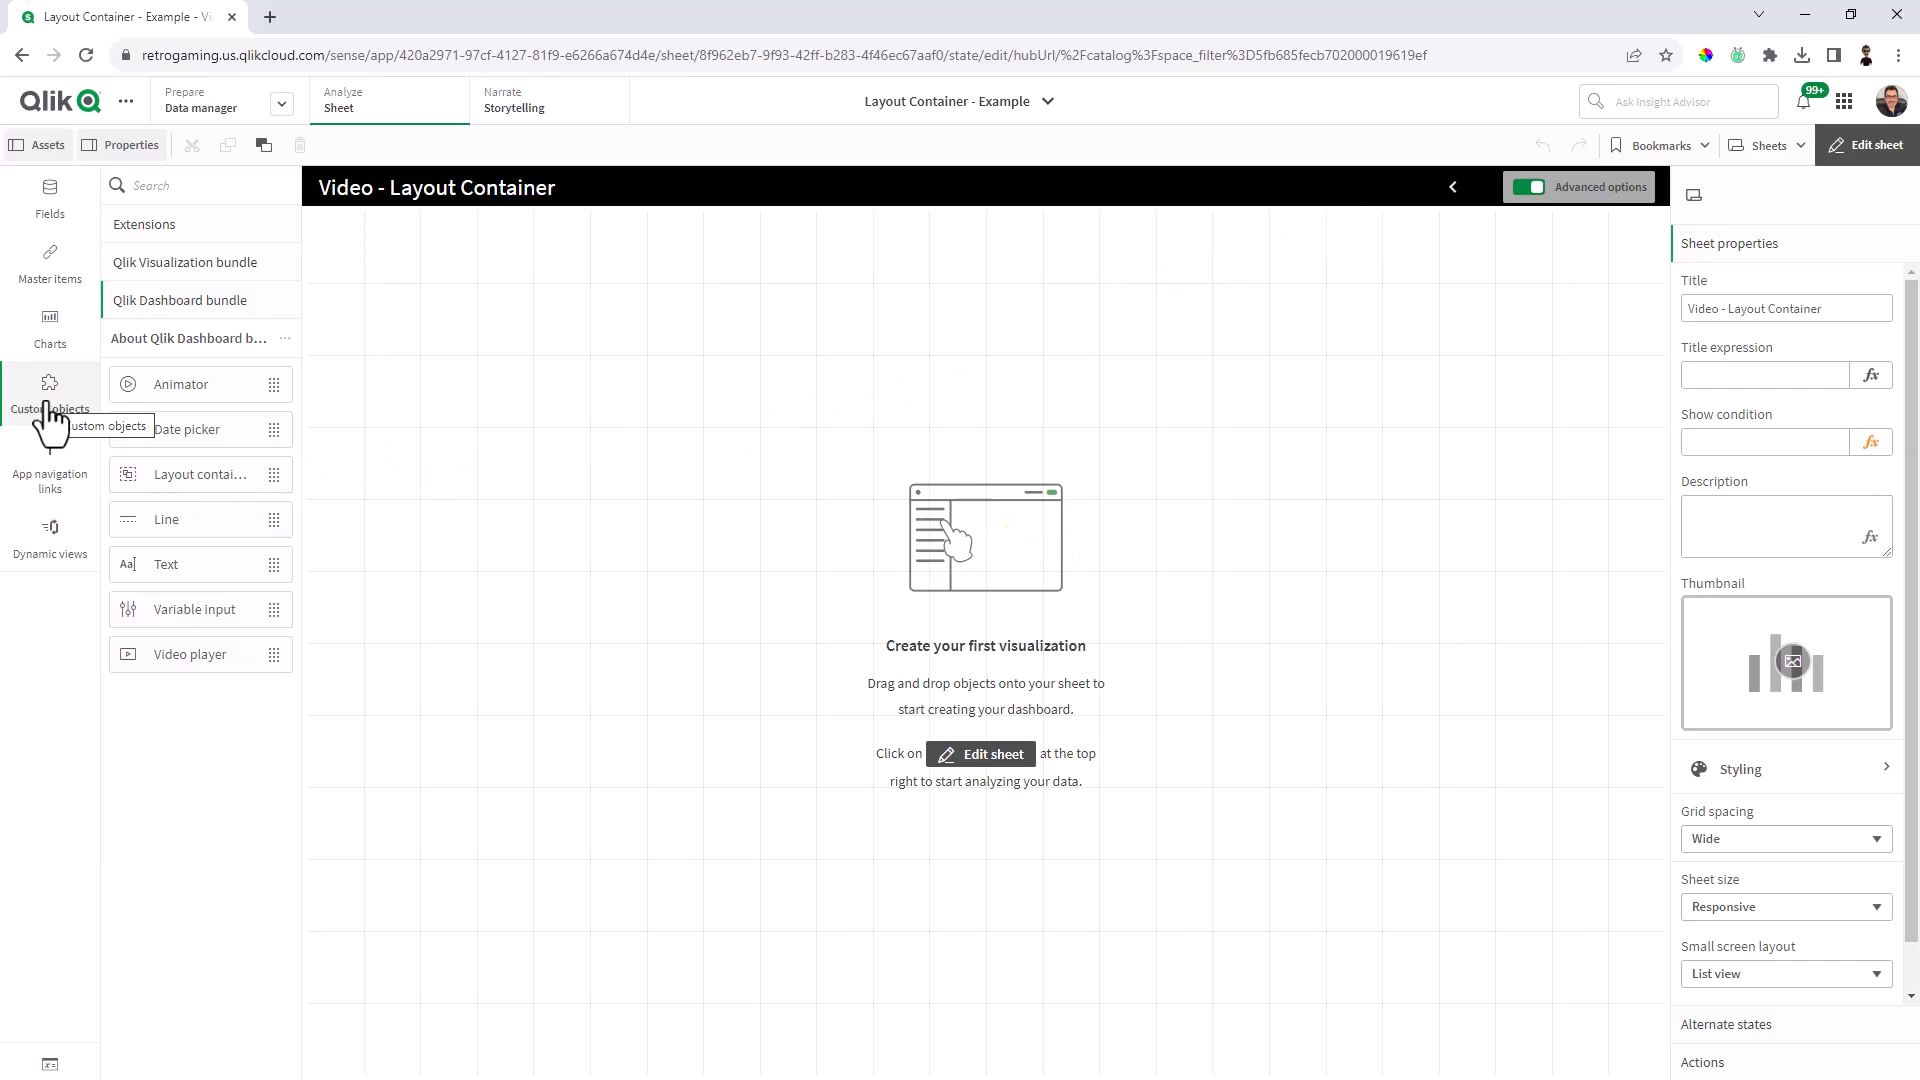 Layout Container - Example - Vi
retrogaming.us.qlikcloud.com/sense/app/420a2971-97cf-4127-81f9-e6266a674d4e/sheet/8f962eb7-9f93-42ff-b283-4f46ec67aaf0/state/edit/hubUrl/%2Fcatalog%3Fspace_filter%3D5fb685fecb702000019619ef
Qlik
Prepare
Data manager
Analyze
Sheet
Narrate
Storytelling
Layout Container - Example
Ask Insight Advisor
99+
Assets
Properties
Bookmarks
Sheets
Edit sheet
Fields
Master items
Charts
Custom objects
Custom objects
App navigation
links
Dynamic views
Search
Extensions
Qlik Visualization bundle
Qlik Dashboard bundle
About Qlik Dashboard b...
Animator
Date picker
Layout contai...
Line
Text
Variable input
Video player
Video - Layout Container
Advanced options
Create your first visualization
Drag and drop objects onto your sheet to
start creating your dashboard.
Click on Edit sheet at the top
right to start analyzing your data.
Sheet properties
Title
Video - Layout Container
Title expression
fx
Show condition
fx
Description
fx
Thumbnail
Styling
Grid spacing
Wide
Sheet size
Responsive
Small screen layout
List view
Alternate states
Actions